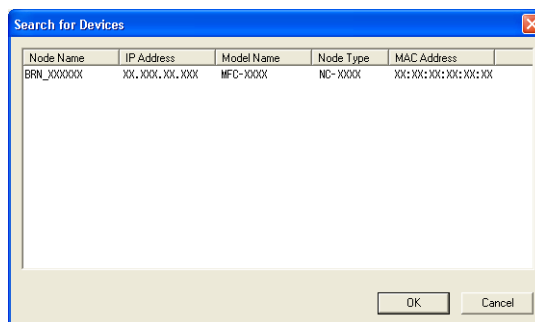 Search for Devices
Node Name IP Address Model Name Node Type MAC Address
BRN_XXXXXX XX.XXX.XX.XXX MFC-XXXX NC-XXXX XX:XX:XX:XX:XX:XX
OK Cancel